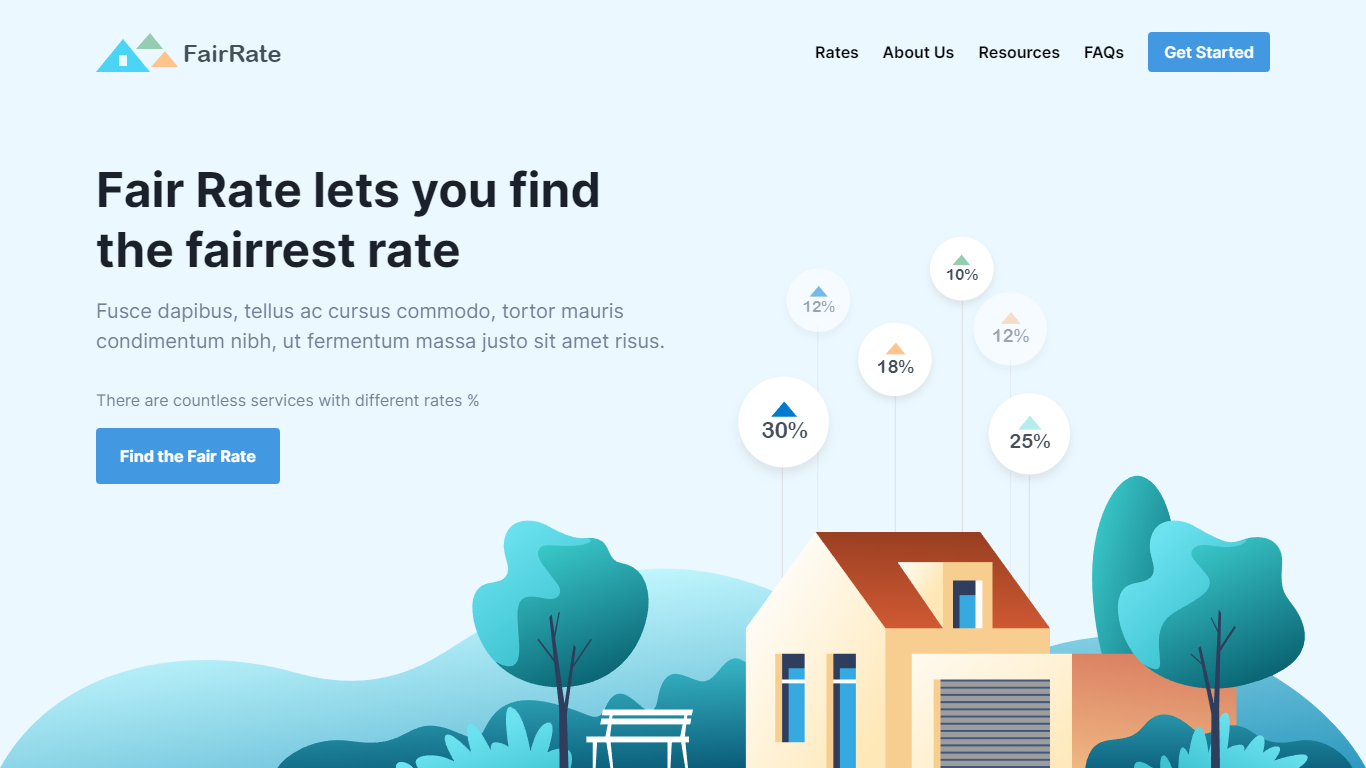 FairRate
Rates
About Us
Resources
FAQs
Get Started
Fair Rate lets you find
the fairrest rate
Fusce dapibus, tellus ac cursus commodo, tortor mauris
condimentum nibh, ut fermentum massa justo sit amet risus.
There are countless services with different rates %
Find the Fair Rate
10%
12%
12%
18%
30%
25%